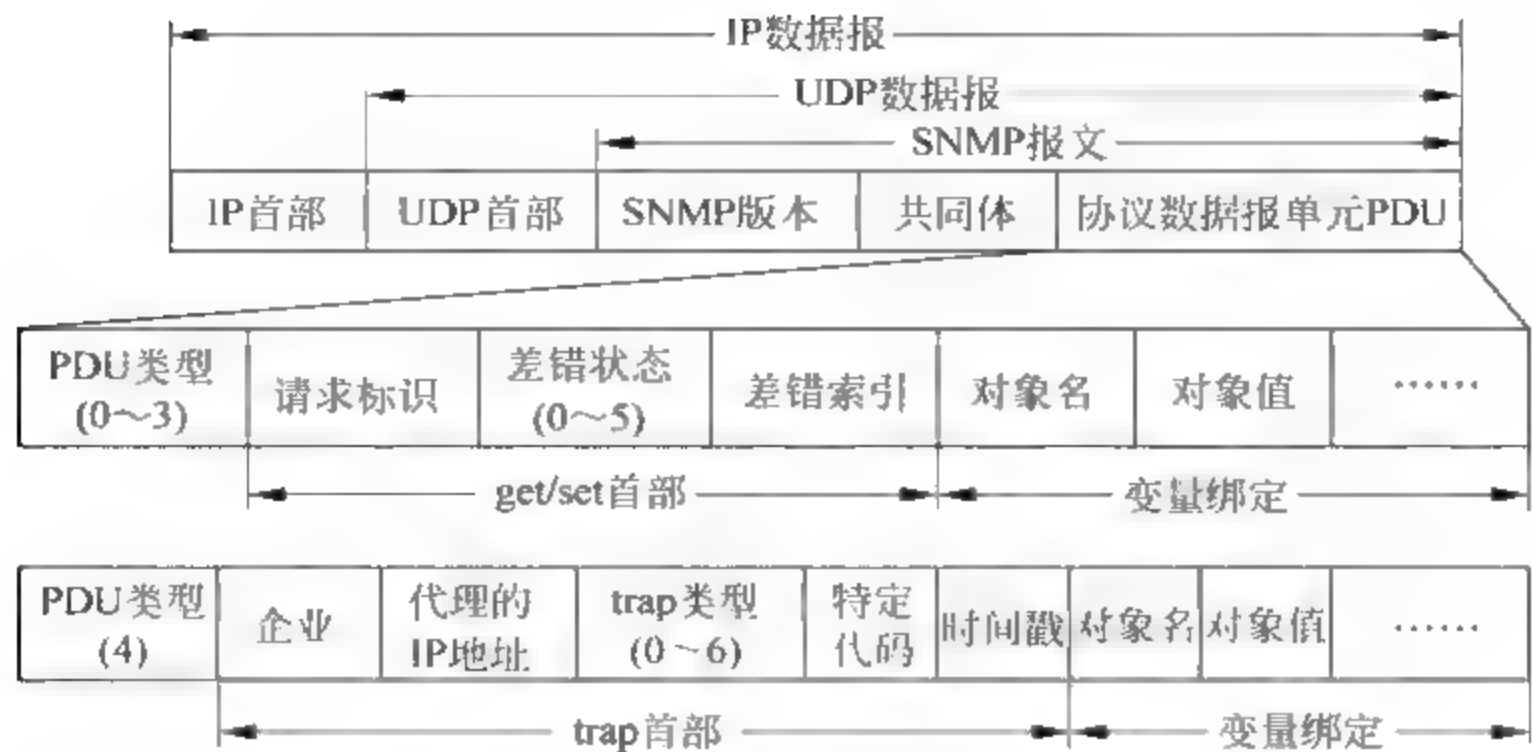 IP数据报
UDP数据报
SNMP报文
IP首部 UDP首部 SNMP版本 共同体 协议数据报单元PDU
PDU类型 (0～3) 请求标识 差错状态 (0～5) 差错索引 对象名 对象值 ……
get/set首部 变量绑定
PDU类型 (4) 企业 代理的 IP地址 trap类型 (0～6) 特定 代码 时间戳 对象名 对象值 ……
trap首部 变量绑定